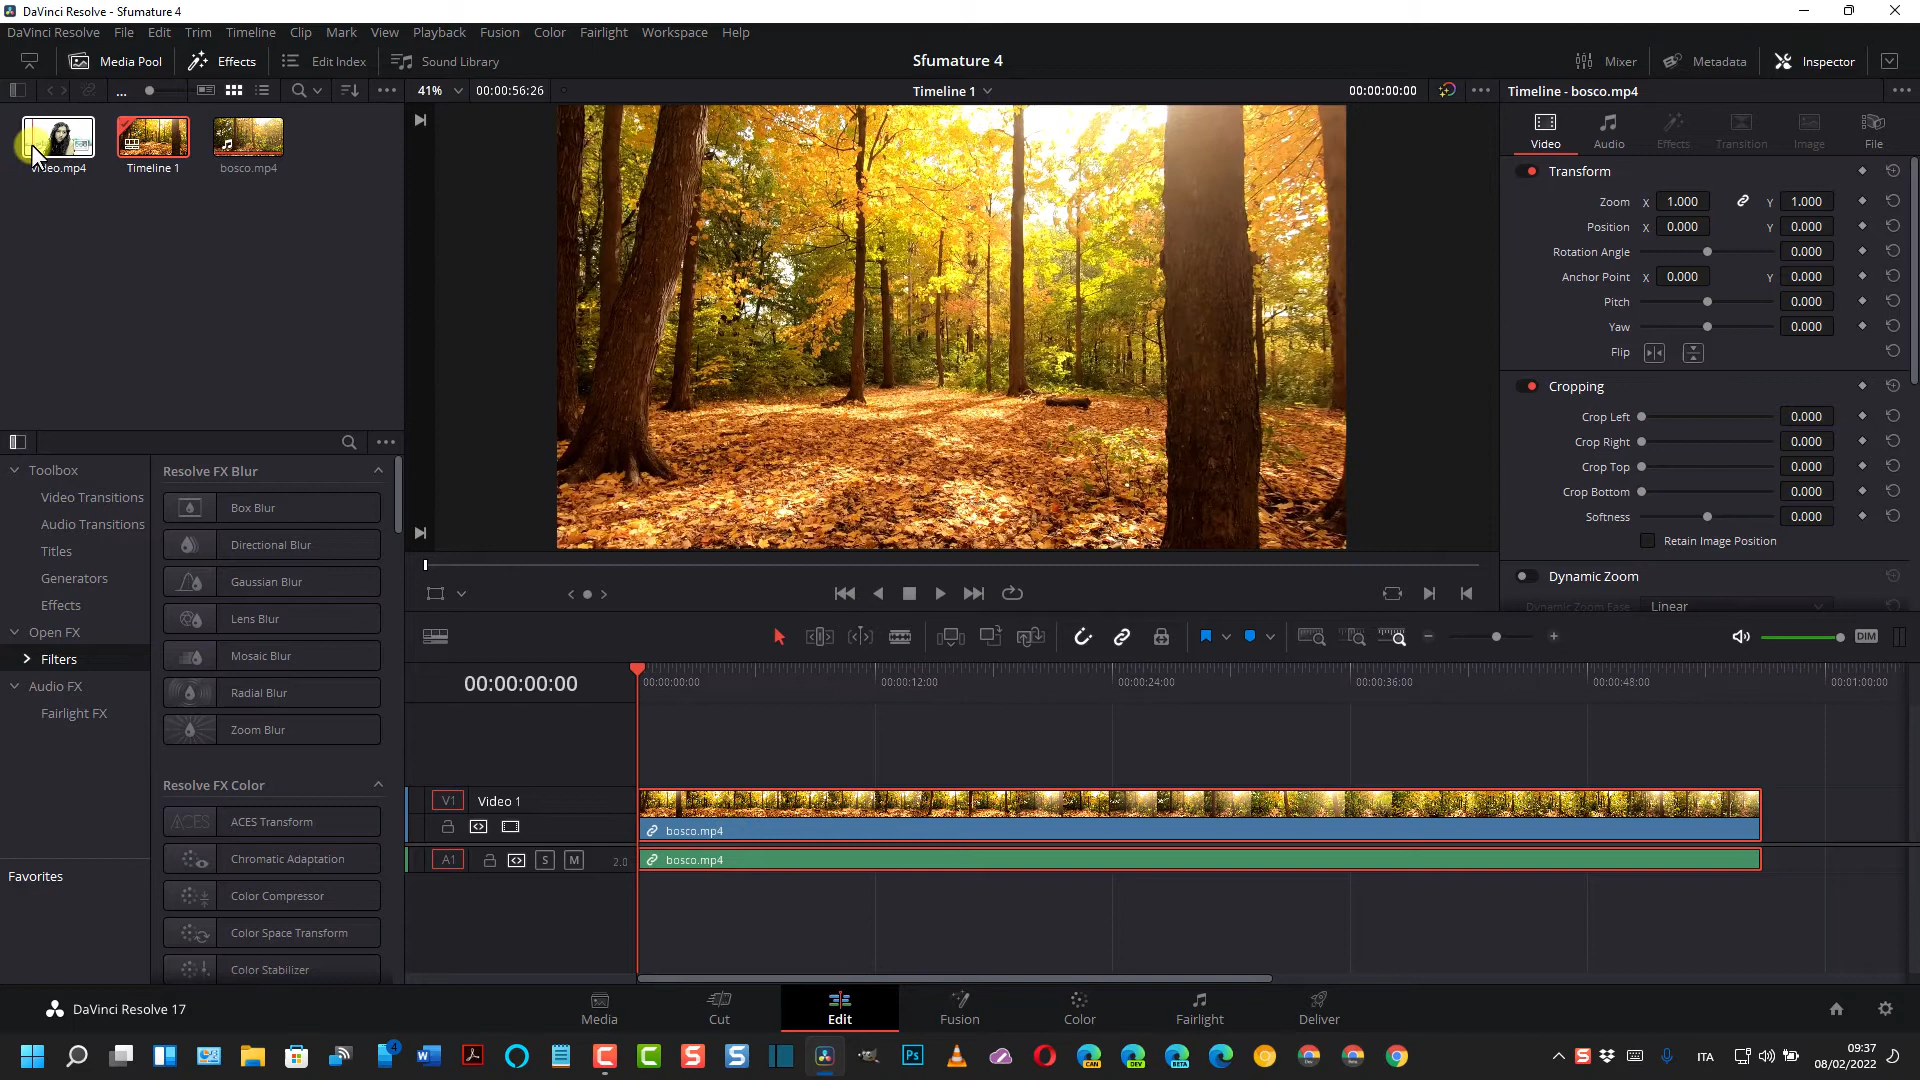 DaVinci Resolve - Sfumature 4
DaVinci Resolve File Edit Trim Timeline Clip Mark View Playback Fusion Color Fairlight Workspace Help
Media Pool Effects Edit Index Sound Library Sfumature 4 Mixer Metadata Inspector
... 41% 00:00:56:26 Timeline 1 00:00:00:00 Timeline - bosco.mp4
Video.mp4 Timeline 1 bosco.mp4
Video Audio Effects Transition Image File
Transform
Zoom X 1.000 Y 1.000
Position X 0.000 Y 0.000
Rotation Angle 0.000
Anchor Point X 0.000 Y 0.000
Pitch 0.000
Yaw 0.000
Flip
Cropping
Crop Left 0.000
Crop Right 0.000
Crop Top 0.000
Crop Bottom 0.000
Softness 0.000
Retain Image Position
Dynamic Zoom
Dynamic Zoom Ease Linear
Toolbox
Video Transitions
Audio Transitions
Titles
Generators
Effects
Open FX
Filters
Audio FX
Fairlight FX
Favorites
Resolve FX Blur
Box Blur
Directional Blur
Gaussian Blur
Lens Blur
Mosaic Blur
Radial Blur
Zoom Blur
Resolve FX Color
ACES Transform
Chromatic Adaptation
Color Compressor
Color Space Transform
Color Stabilizer
DIM
00:00:00:00 00:00:00:00 00:00:12:00 00:00:24:00 00:00:36:00 00:00:48:00 00:01:00:00
V1 Video 1
bosco.mp4
A1 S M 2.0 bosco.mp4
DaVinci Resolve 17 Media Cut Edit Fusion Color Fairlight Deliver
ITA 09:37
08/02/2022